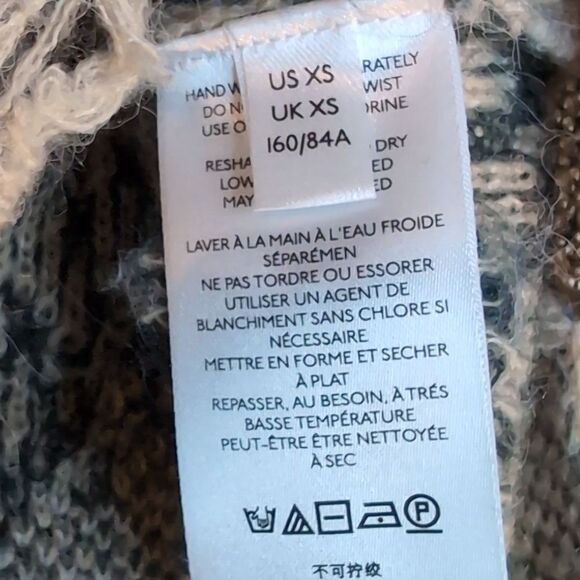 US XS
UK XS
160/84A
HAND RATELY
DO N WIST
USE O RINE
RESHA DRY
LOW ED
MAY ED
LAVER À LA MAIN À L'EAU FROIDE
SÉPARÉMEN
NE PAS TORDRE OU ESSORER
UTILISER UN AGENT DE
BLANCHIMENT SANS CHLORE SI
NÉCESSAIRE
METTRE EN FORME ET SECHER
À PLAT
REPASSER, AU BESOIN, À TRÉS
BASSE TEMPÉRATURE
PEUT-ÊTRE ÊTRE NETTOYÉE
À SEC
P
不可拧绞